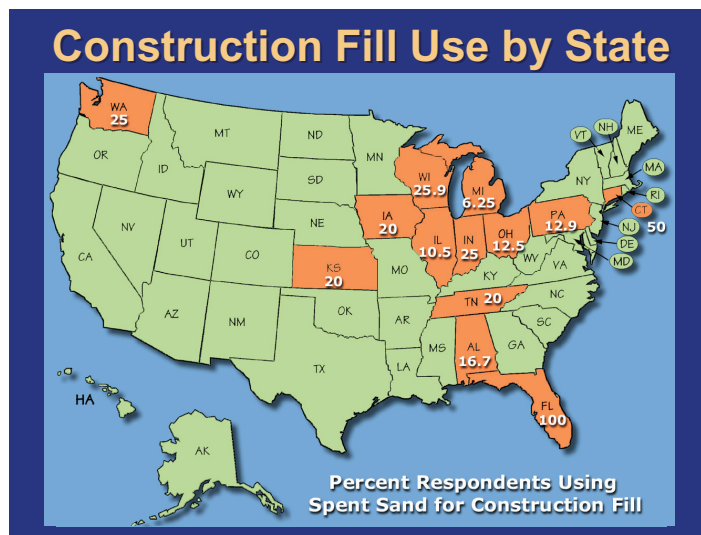 Construction Fill Use by State
WA
25
MT
ND
MN
OR
ID
SD
WY
WI
25.9
MI
6.25
NY
VT
NH
ME
MA
RI
CT
50
NJ
DE
MD
NV
UT
CO
NE
IA
20
IL
10.5
IN
25
OH
12.5
PA
12.9
WV
VA
CA
KS
20
MO
KY
NC
AZ
NM
OK
AR
TN 20
SC
TX
LA
MS
AL
16.7
GA
FL
100
HA
AK
Percent Respondents Using
Spent Sand for Construction Fill